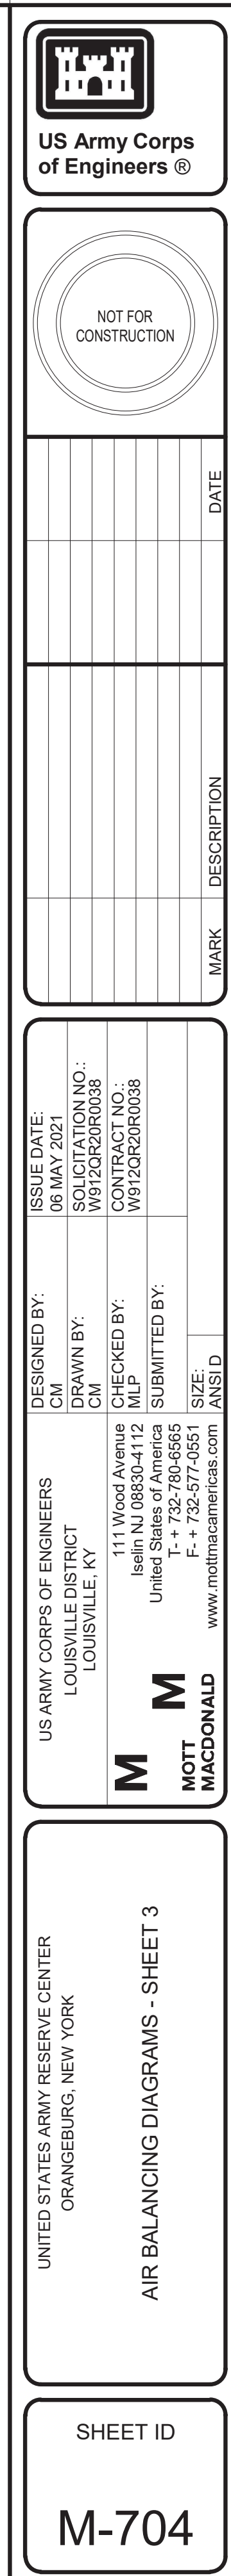 US Army Corps
of Engineers ®
NOT FOR
CONSTRUCTION
DATE
DESCRIPTION
MARK
ISSUE DATE:
06 MAY 2021
SOLICITATION NO.:
W912QR20R0038
CONTRACT NO.:
W912QR20R0038
DESIGNED BY:
CM
DRAWN BY:
CM
CHECKED BY:
MLP
SUBMITTED BY:
SIZE:
ANSI D
US ARMY CORPS OF ENGINEERS
LOUISVILLE DISTRICT
LOUISVILLE, KY
111 Wood Avenue
Iselin NJ 08830-4112
United States of America
T- + 732-780-6565
F- + 732-577-0551
www.mottmacamericas.com
M
M
MOTT
MACDONALD
UNITED STATES ARMY RESERVE CENTER
ORANGEBURG, NEW YORK
AIR BALANCING DIAGRAMS - SHEET 3
SHEET ID
M-704